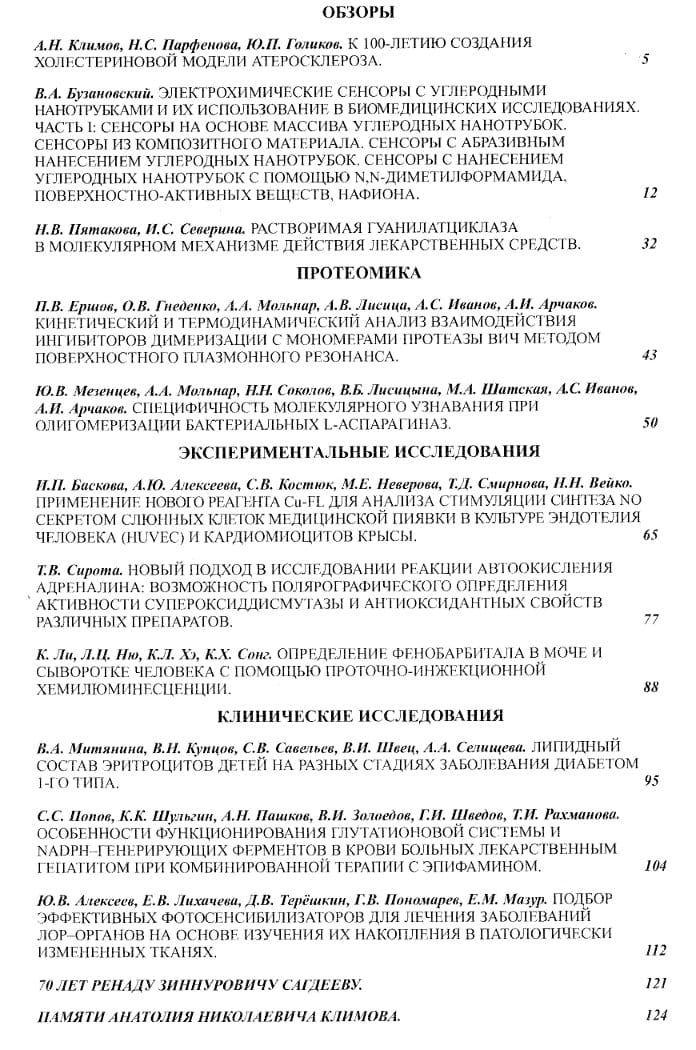 ОБЗОРЫ
А.Н. Климов, Н.С. Парфенова, Ю.П. Голиков. К 100-ЛЕТИЮ СОЗДАНИЯ
ХОЛЕСТЕРИНОВОЙ МОДЕЛИ АТЕРОСКЛЕРОЗА. 5
В.А. Бузановский. ЭЛЕКТРОХИМИЧЕСКИЕ СЕНСОРЫ С УГЛЕРОДНЫМИ
НАНОТРУБКАМИ И ИХ ИСПОЛЬЗОВАНИЕ В БИОМЕДИЦИНСКИХ ИССЛЕДОВАНИЯХ.
ЧАСТЬ I: СЕНСОРЫ НА ОСНОВЕ МАССИВА УГЛЕРОДНЫХ НАНОТРУБОК.
СЕНСОРЫ ИЗ КОМПОЗИТНОГО МАТЕРИАЛА. СЕНСОРЫ С АБРАЗИВНЫМ
НАНЕСЕНИЕМ УГЛЕРОДНЫХ НАНОТРУБОК. СЕНСОРЫ С НАНЕСЕНИЕМ
УГЛЕРОДНЫХ НАНОТРУБОК С ПОМОЩЬЮ N,N-ДИМЕТИЛФОРМАМИДА,
ПОВЕРХНОСТНО-АКТИВНЫХ ВЕЩЕСТВ, НАФИОНА. 12
Н.В. Пятакова, И.С. Северина. РАСТВОРИМАЯ ГУАНИЛАТЦИКЛАЗА
В МОЛЕКУЛЯРНОМ МЕХАНИЗМЕ ДЕЙСТВИЯ ЛЕКАРСТВЕННЫХ СРЕДСТВ. 32
ПРОТЕОМИКА
П.В. Ершов, О.В. Гнеденко, А.А. Мольнар, А.В. Лисица, А.С. Иванов, А.И. Арчаков.
КИНЕТИЧЕСКИЙ И ТЕРМОДИНАМИЧЕСКИЙ АНАЛИЗ ВЗАИМОДЕЙСТВИЯ
ИНГИБИТОРОВ ДИМЕРИЗАЦИИ С МОНОМЕРАМИ ПРОТЕАЗЫ ВИЧ МЕТОДОМ
ПОВЕРХНОСТНОГО ПЛАЗМОННОГО РЕЗОНАНСА. 43
Ю.В. Мезенцев, А.А. Мольнар, Н.Н. Соколов, В.Б. Лисицына, М.А. Шатская, А.С. Иванов,
А.И. Арчаков. СПЕЦИФИЧНОСТЬ МОЛЕКУЛЯРНОГО УЗНАВАНИЯ ПРИ
ОЛИГОМЕРИЗАЦИИ БАКТЕРИАЛЬНЫХ L-АСПАРАГИНАЗ. 50
ЭКСПЕРИМЕНТАЛЬНЫЕ ИССЛЕДОВАНИЯ
И.П. Баскова, А.Ю. Алексеева, С.В. Костюк, М.Е. Неверова, Т.Д. Смирнова, Н.Н. Вейко.
ПРИМЕНЕНИЕ НОВОГО РЕАГЕНТА Cu-FL ДЛЯ АНАЛИЗА СТИМУЛЯЦИИ СИНТЕЗА NO
СЕКРЕТОМ СЛЮННЫХ КЛЕТОК МЕДИЦИНСКОЙ ПИЯВКИ В КУЛЬТУРЕ ЭНДОТЕЛИЯ
ЧЕЛОВЕКА (HUVEC) И КАРДИОМИОЦИТОВ КРЫСЫ. 65
Т.В. Сирота. НОВЫЙ ПОДХОД В ИССЛЕДОВАНИИ РЕАКЦИИ АВТООКИСЛЕНИЯ
АДРЕНАЛИНА: ВОЗМОЖНОСТЬ ПОЛЯРОГРАФИЧЕСКОГО ОПРЕДЕЛЕНИЯ
АКТИВНОСТИ СУПЕРОКСИДДИСМУТАЗЫ И АНТИОКСИДАНТНЫХ СВОЙСТВ
РАЗЛИЧНЫХ ПРЕПАРАТОВ. 77
К. Ли, Л.Ц. Ню, К.Л. Хэ, К.Х. Сонг. ОПРЕДЕЛЕНИЕ ФЕНОБАРБИТАЛА В МОЧЕ И
СЫВОРОТКЕ ЧЕЛОВЕКА С ПОМОЩЬЮ ПРОТОЧНО-ИНЖЕКЦИОННОЙ
ХЕМИЛЮМИНЕСЦЕНЦИИ. 88
КЛИНИЧЕСКИЕ ИССЛЕДОВАНИЯ
В.А. Митянина, В.Н. Купцов, С.В. Савельев, В.И. Швец, А.А. Селищева. ЛИПИДНЫЙ
СОСТАВ ЭРИТРОЦИТОВ ДЕТЕЙ НА РАЗНЫХ СТАДИЯХ ЗАБОЛЕВАНИЯ ДИАБЕТОМ
1-ГО ТИПА. 95
С.С. Попов, К.К. Шульгин, А.Н. Пашков, В.И. Золоедов, Г.И. Шведов, Т.И. Рахманова.
ОСОБЕННОСТИ ФУНКЦИОНИРОВАНИЯ ГЛУТАТИОНОВОЙ СИСТЕМЫ И
NADPH–ГЕНЕРИРУЮЩИХ ФЕРМЕНТОВ В КРОВИ БОЛЬНЫХ ЛЕКАРСТВЕННЫМ
ГЕПАТИТОМ ПРИ КОМБИНИРОВАННОЙ ТЕРАПИИ С ЭПИФАМИНОМ. 104
Ю.В. Алексеев, Е.В. Лихачева, Д.В. Терёшкин, Г.В. Пономарев, Е.М. Мазур. ПОДБОР
ЭФФЕКТИВНЫХ ФОТОСЕНСИБИЛИЗАТОРОВ ДЛЯ ЛЕЧЕНИЯ ЗАБОЛЕВАНИЙ
ЛОР–ОРГАНОВ НА ОСНОВЕ ИЗУЧЕНИЯ ИХ НАКОПЛЕНИЯ В ПАТОЛОГИЧЕСКИ
ИЗМЕНЕННЫХ ТКАНЯХ. 112
70 ЛЕТ РЕНАДУ ЗИННУРОВИЧУ САГДЕЕВУ. 121
ПАМЯТИ АНАТОЛИЯ НИКОЛАЕВИЧА КЛИМОВА. 124